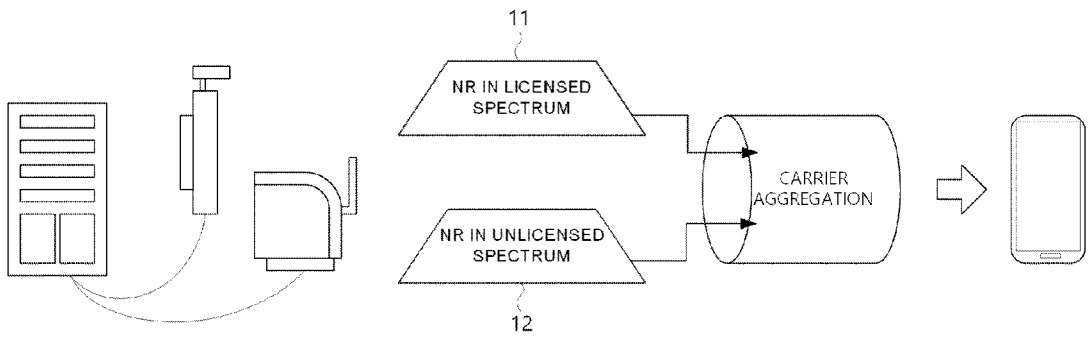 11
NR IN LICENSED
SPECTRUM
CARRIER
AGGREGATION
NR IN UNLICENSED
SPECTRUM
12